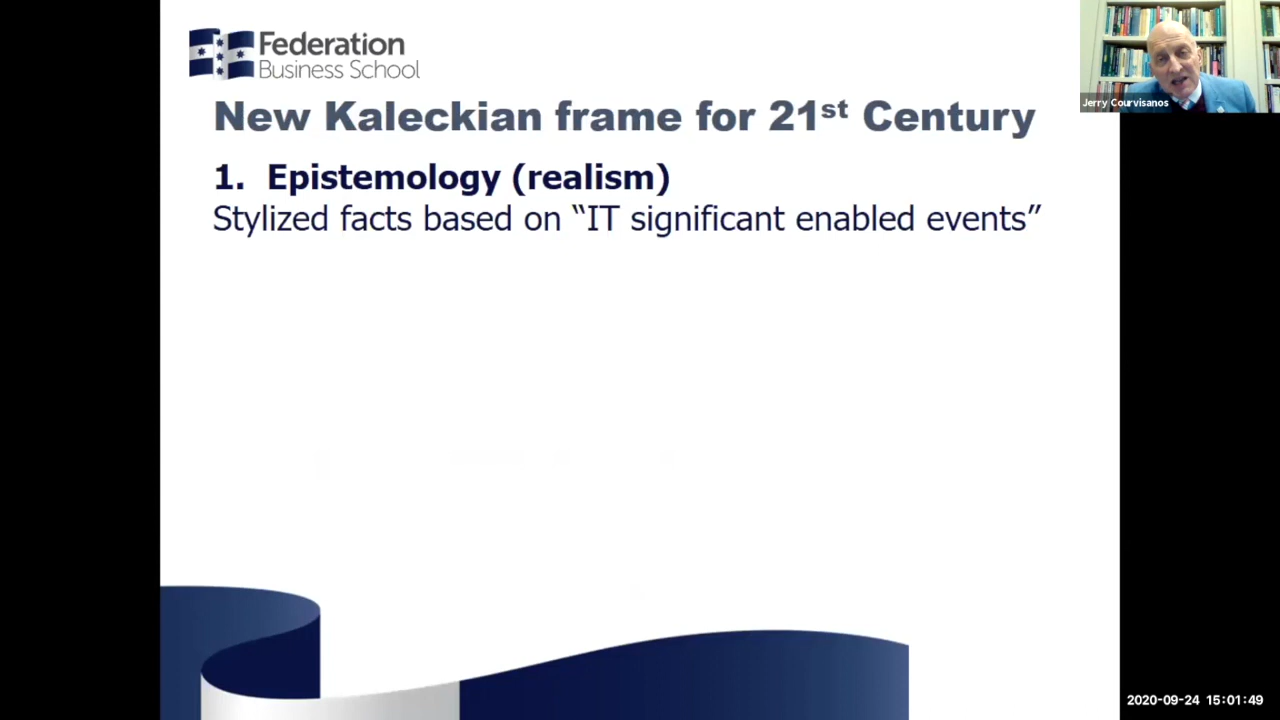 Federation
Business School
Jerry Courvisanos
New Kaleckian frame for 21st Century
1. Epistemology (realism)
Stylized facts based on “IT significant enabled events”
2020-09-24 15:01:49